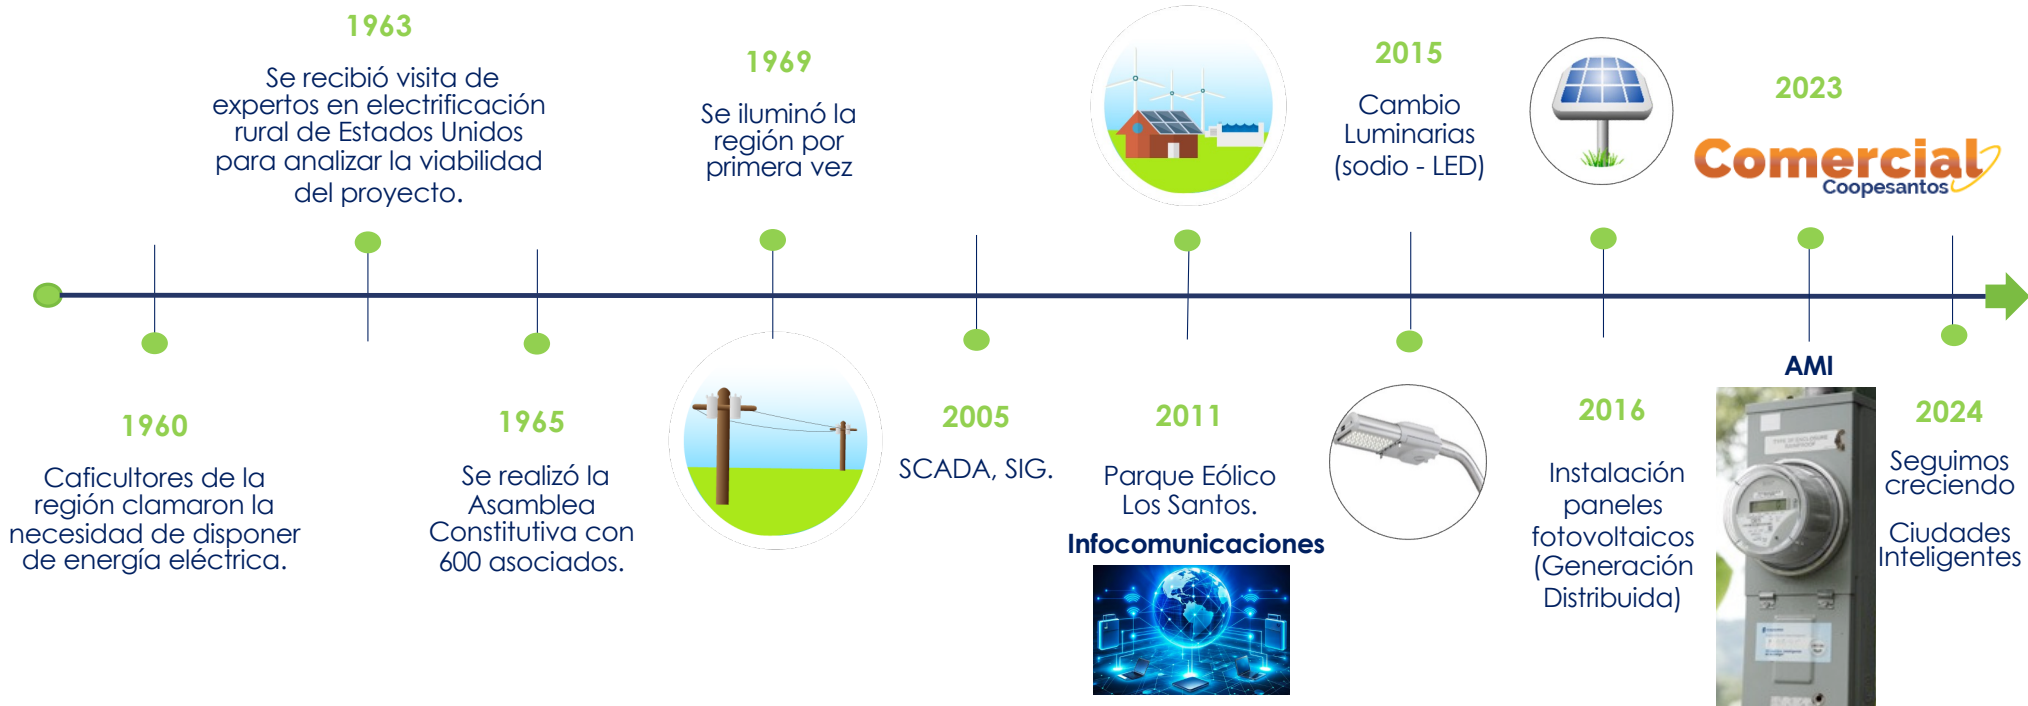 1963
Se recibió visita de
expertos en electrificación
rural de Estados Unidos
para analizar la viabilidad
del proyecto.
1969
Se iluminó la
región por
primera vez
2015
Cambio
Luminarias
(sodio - LED)
2023
Comercial
Coopesantos
1960
Caficultores de la
región clamaron la
necesidad de disponer
de energía eléctrica.
1965
Se realizó la
Asamblea
Constitutiva con
600 asociados.
2005
SCADA, SIG.
2011
Parque Eólico
Los Santos.
Infocomunicaciones
2016
Instalación
paneles
fotovoltaicos
(Generación
Distribuida)
AMI
2024
Seguimos
creciendo
Ciudades
Inteligentes